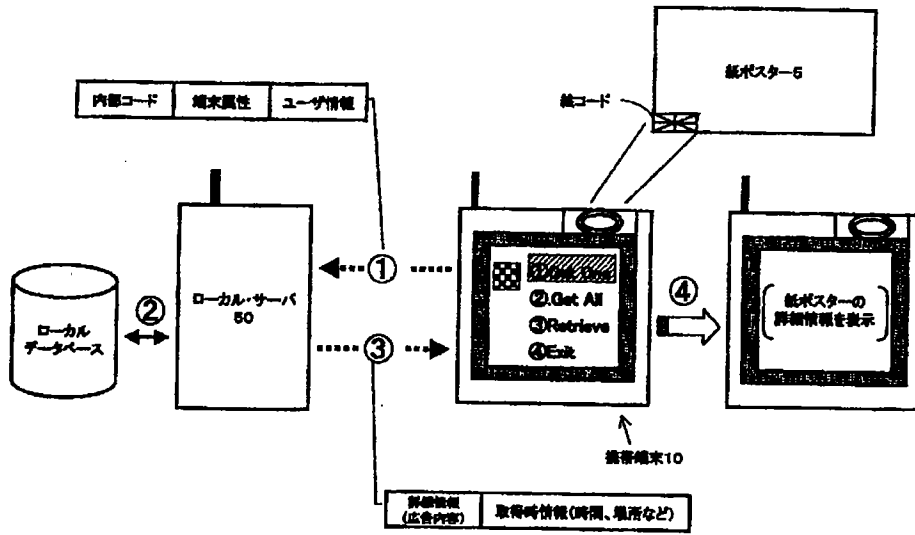 紙ポスター5
絵コード
内部コード
端末属性
ユーザ情報
①
ローカル・サーバ
50
②
ローカル
データベース
③
①.Get One
②.Get All
③Retrieve
④Exit
④
紙ポスターの
詳細情報を表示
携帯端末10
詳細情報
(広告内容)
取得時情報(時間、場所など)